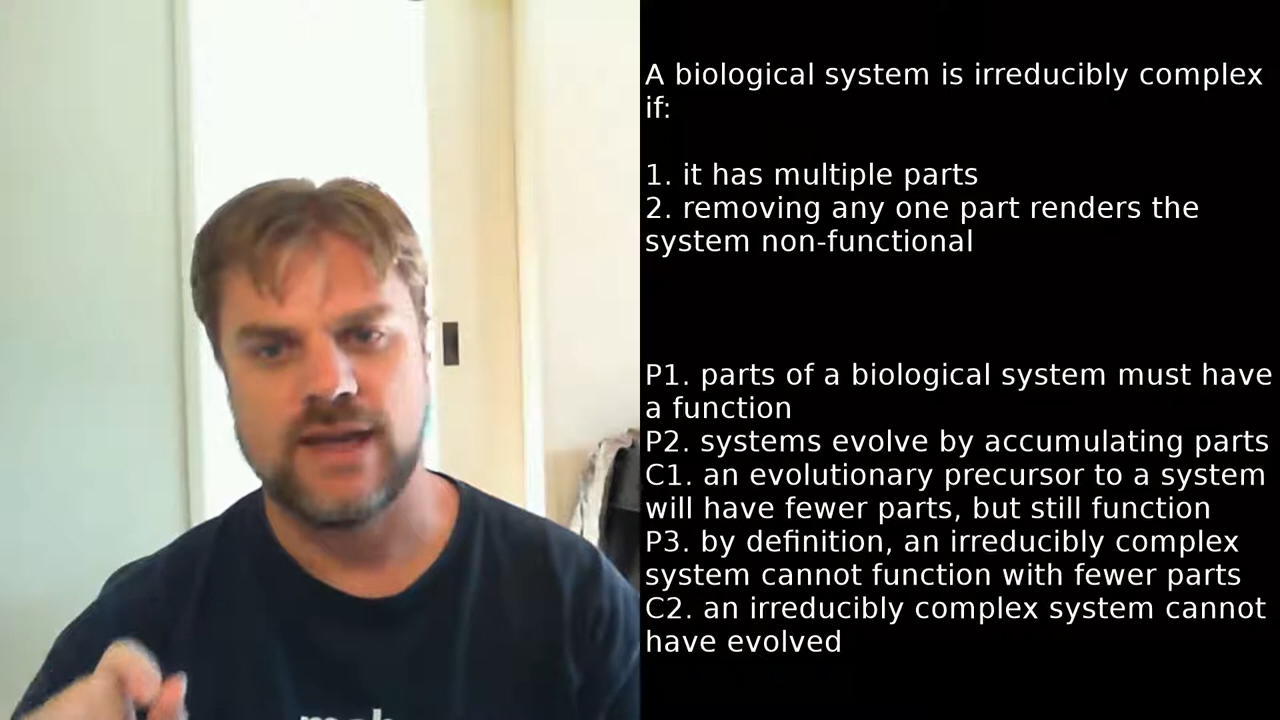 A biological system is irreducibly complex
if:
1. it has multiple parts
2. removing any one part renders the
system non-functional
P1. parts of a biological system must have
a function
P2. systems evolve by accumulating parts
C1. an evolutionary precursor to a system
will have fewer parts, but still function
P3. by definition, an irreducibly complex
system cannot function with fewer parts
C2. an irreducibly complex system cannot
have evolved